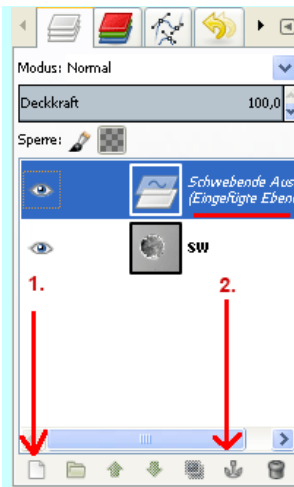 Modus: Normal
Deckkraft 100,0
Sperre:
Schwebende Aus
(Eingefügte Eben
SW
1. 2.